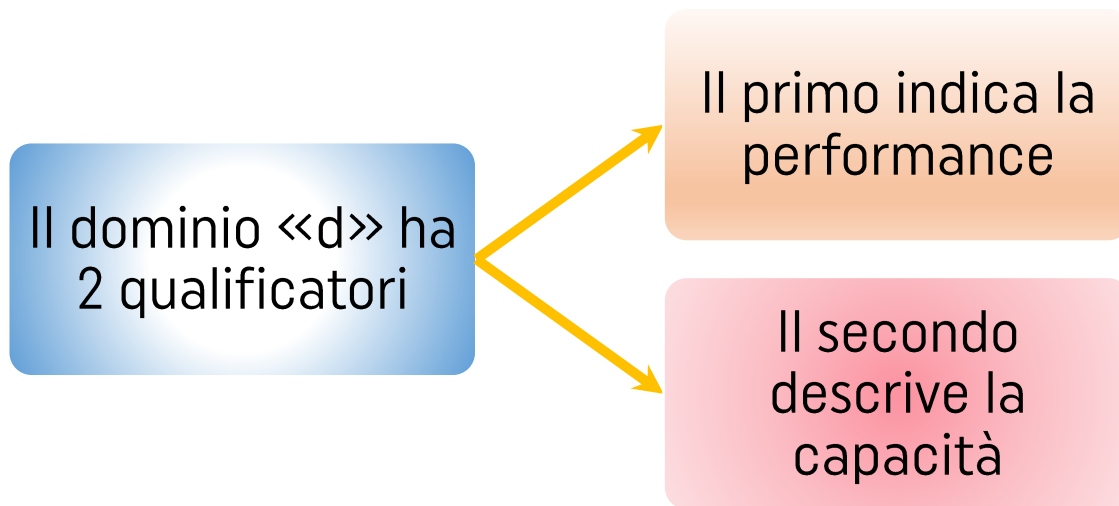 Il dominio «d» ha
2 qualificatori
Il primo indica la
performance
Il secondo
descrive la
capacità